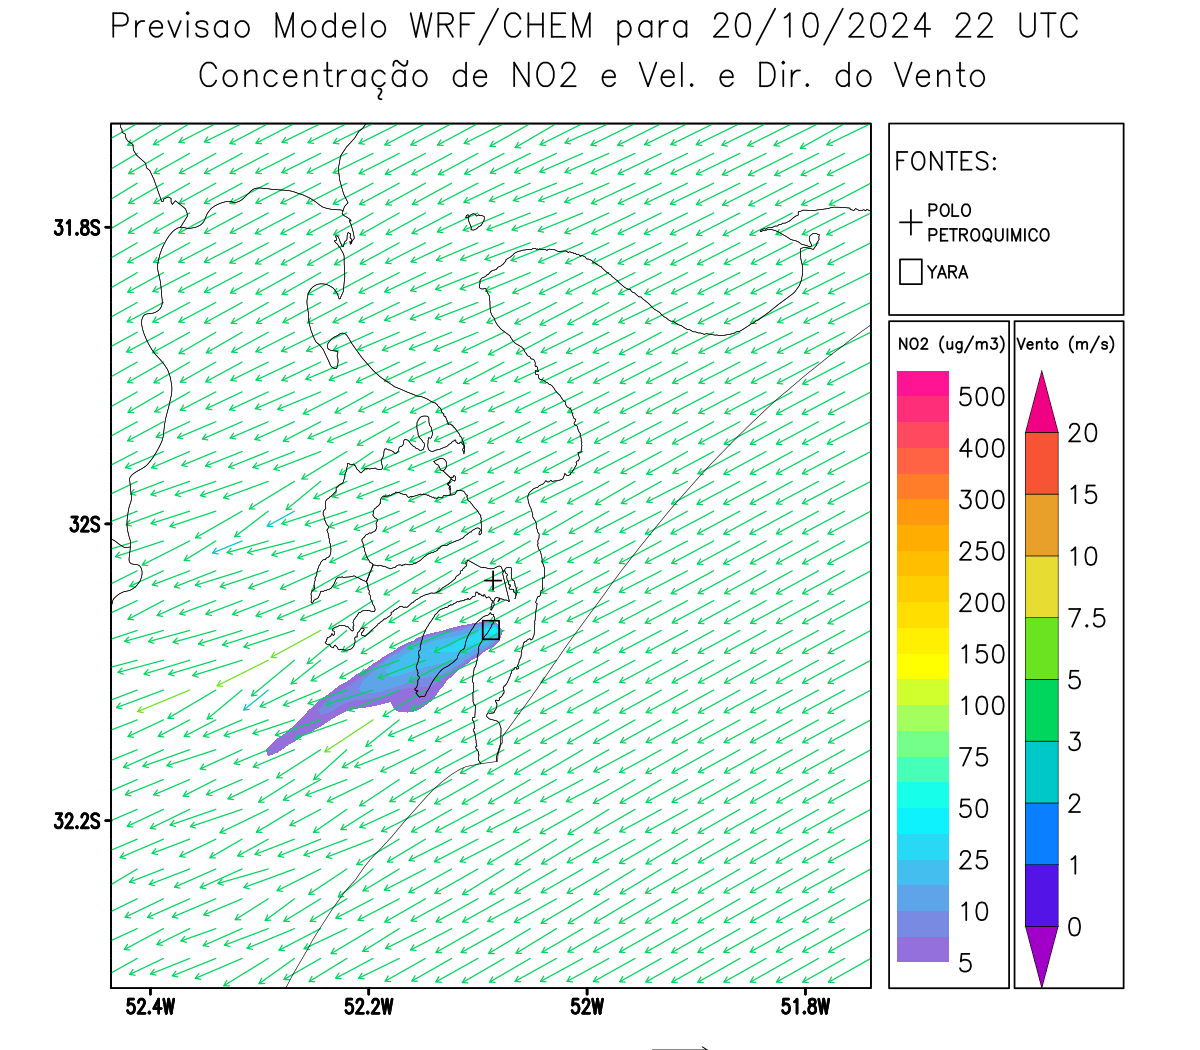 Previsao Modelo WRF/CHEM para 20/10/2024 22 UTC
Concentração de NO2 e Vel. e Dir. do Vento
FONTES:
POLO
PETROQUIMICO
YARA
NO2 (ug/m3)
Vento (m/s)
500
400
300
250
200
150
100
75
50
25
10
5
20
15
10
7.5
5
3
2
1
0
31.8S
32S
32.2S
52.4W
52.2W
52W
51.8W